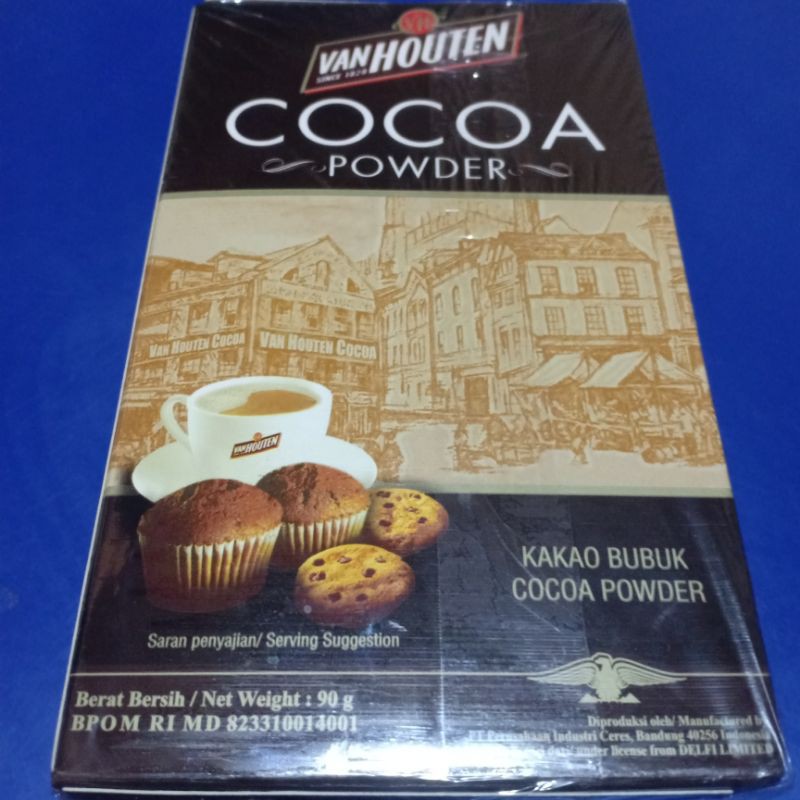 VH
VAN HOUTEN
SINCE 1828
COCOA
POWDER
VAN HOUTEN COCOA
VAN HOUTEN COCOA
VAN HOUTEN
KAKAO BUBUK
COCOA POWDER
Saran penyajian/ Serving Suggestion
Berat Bersih / Net Weight : 90 g
BPOM RI MD 823310014001
Diproduksi oleh/ Manufactured b
PT Perusahaan Industri Ceres, Bandung 40256 Indonesia
dari/ under license from DELFI LIMITED